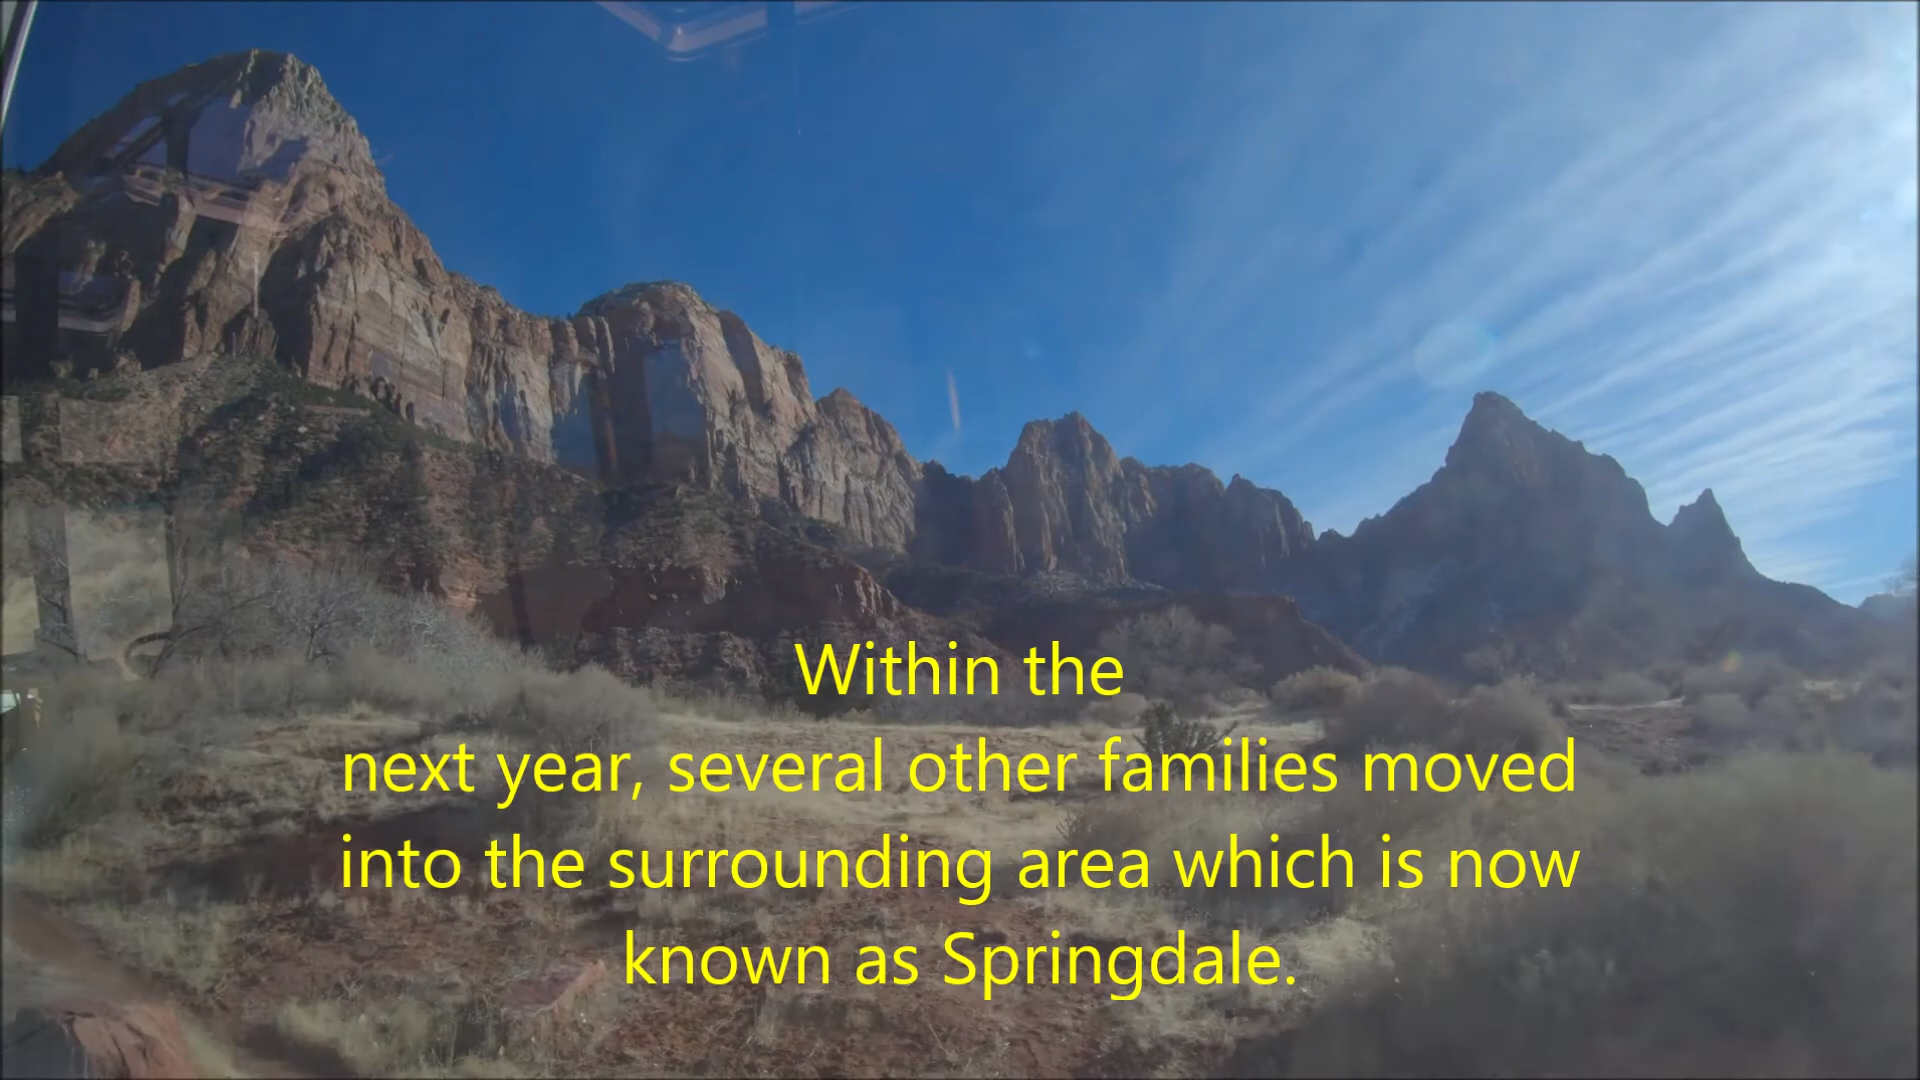 Within the
next year, several other families moved
into the surrounding area which is now
known as Springdale.